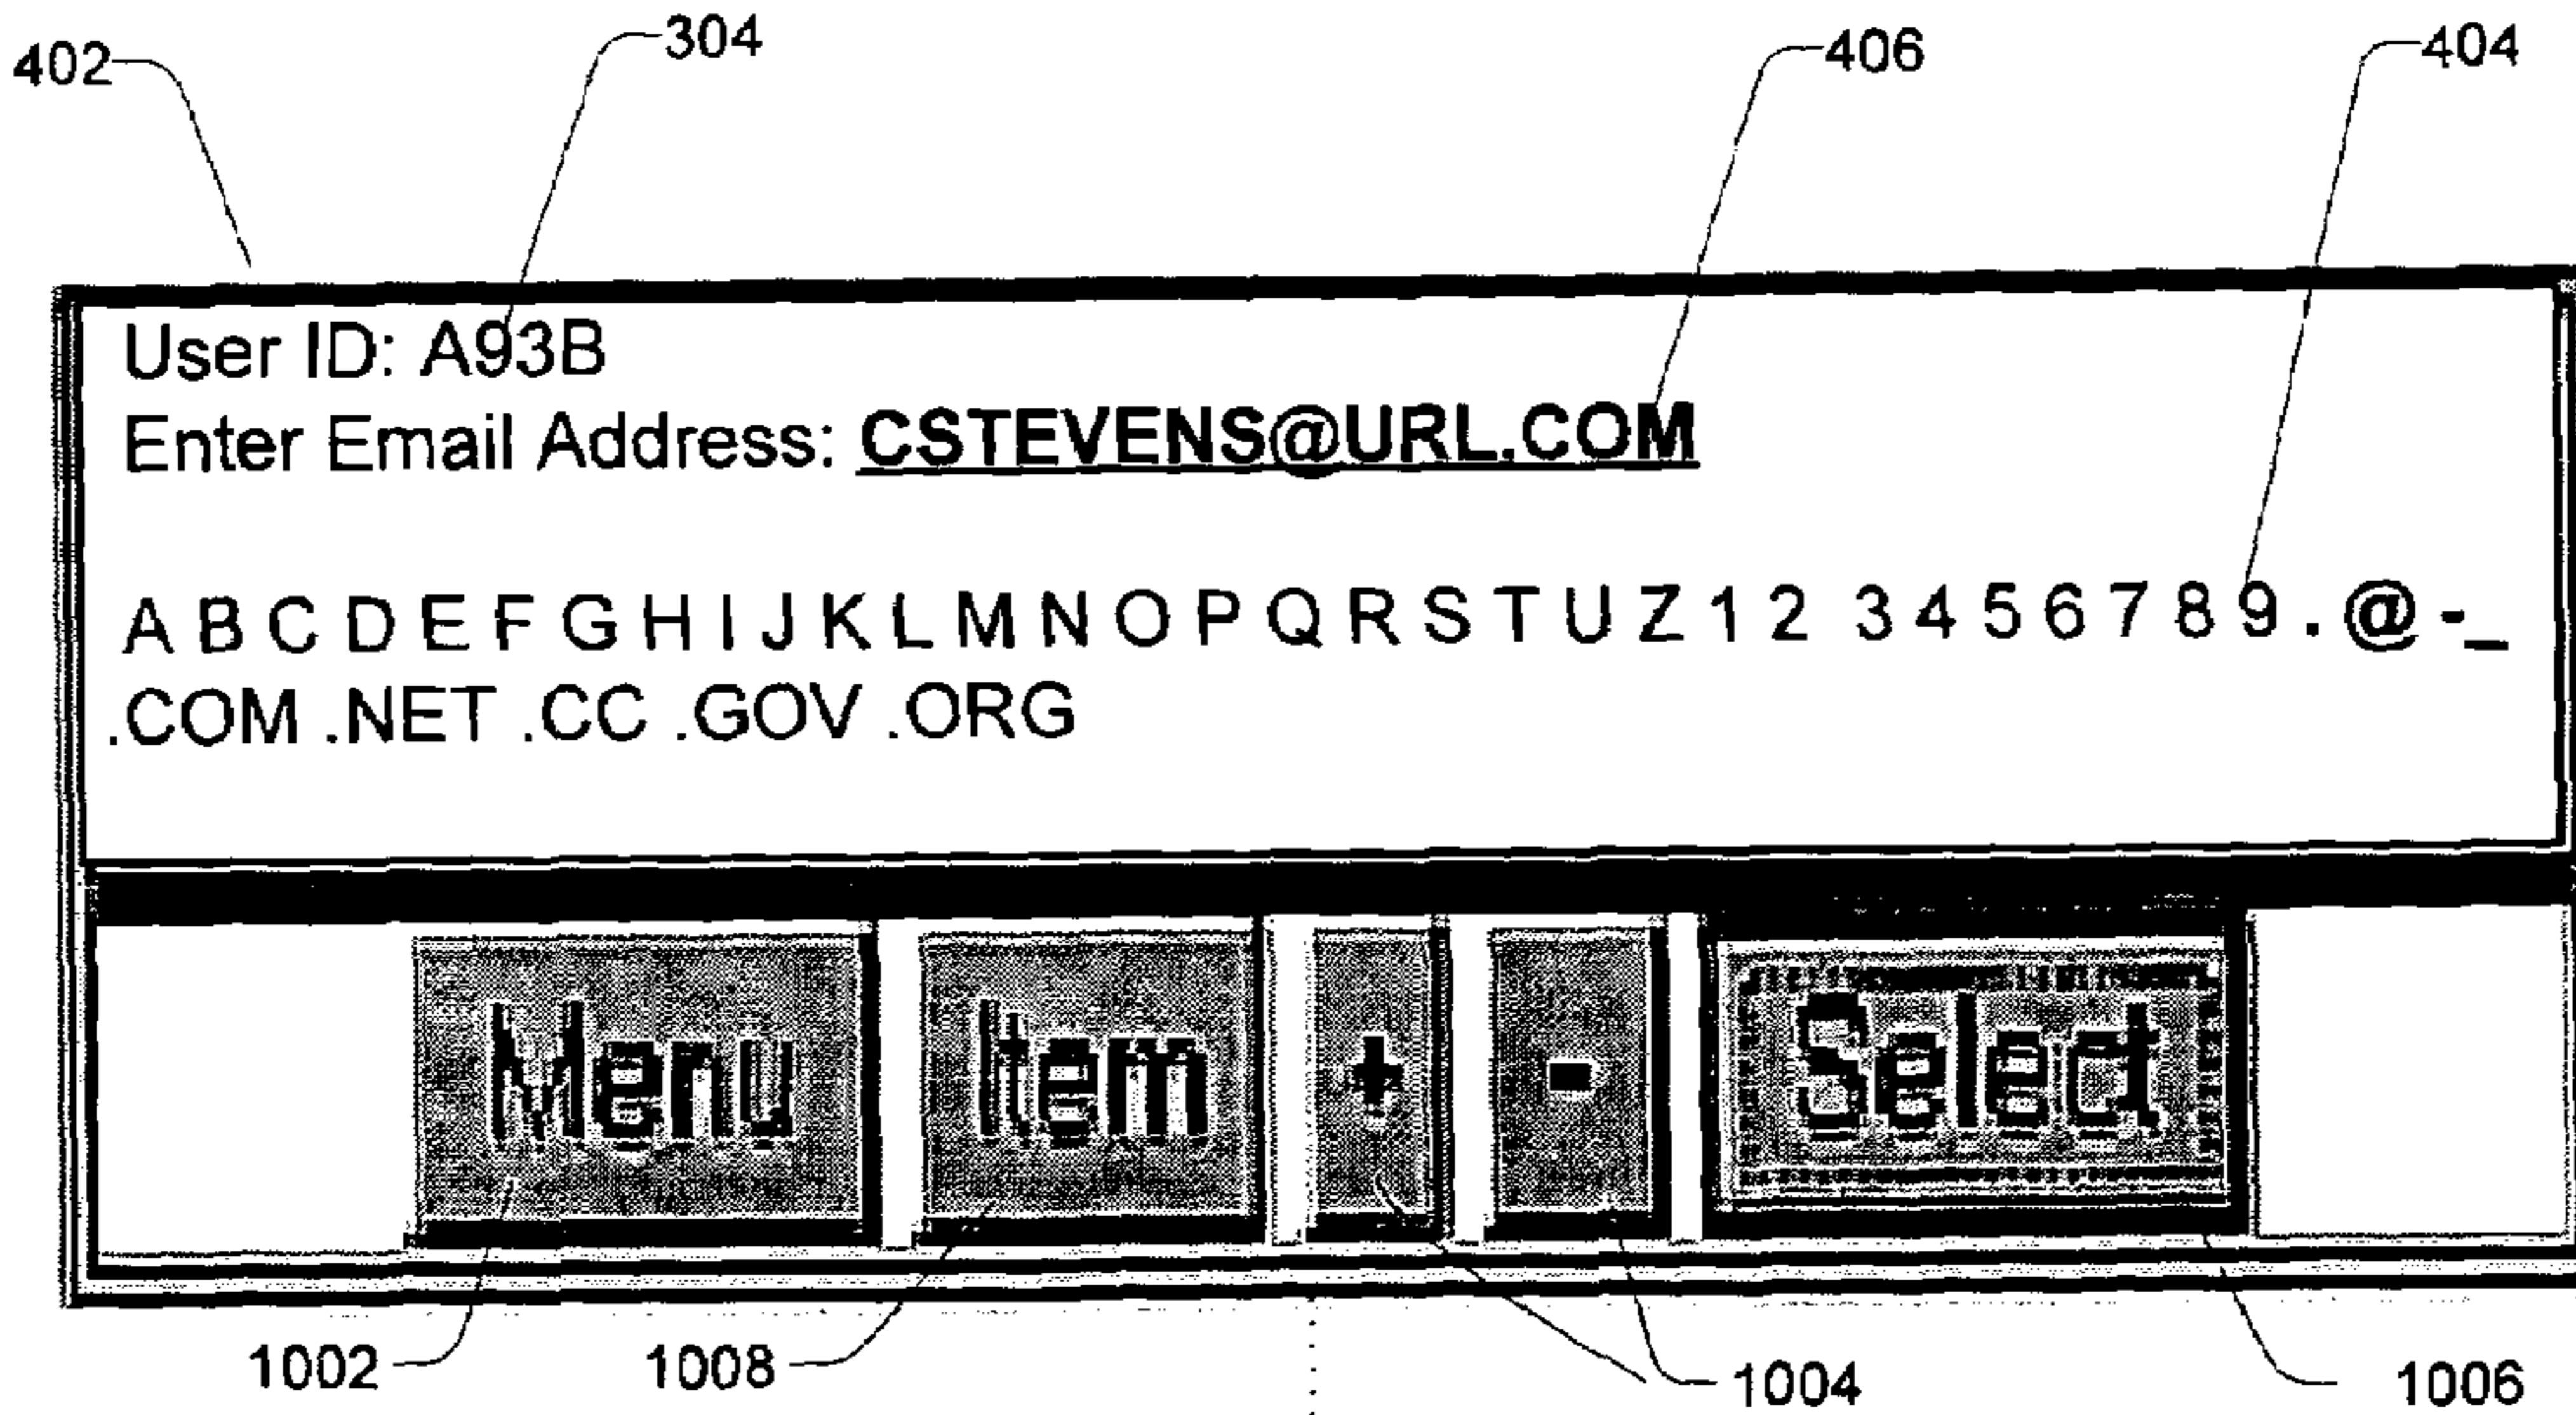 402 304 406 404
User ID: A93B
Enter Email Address: CSTEVENS@URL.COM
A B C D E F G H I J K L M N O P Q R S T U Z 1 2 3 4 5 6 7 8 9 . @ - _
.COM .NET .CC .GOV .ORG
Menu Item + - Select
1002 1008 1004 1006